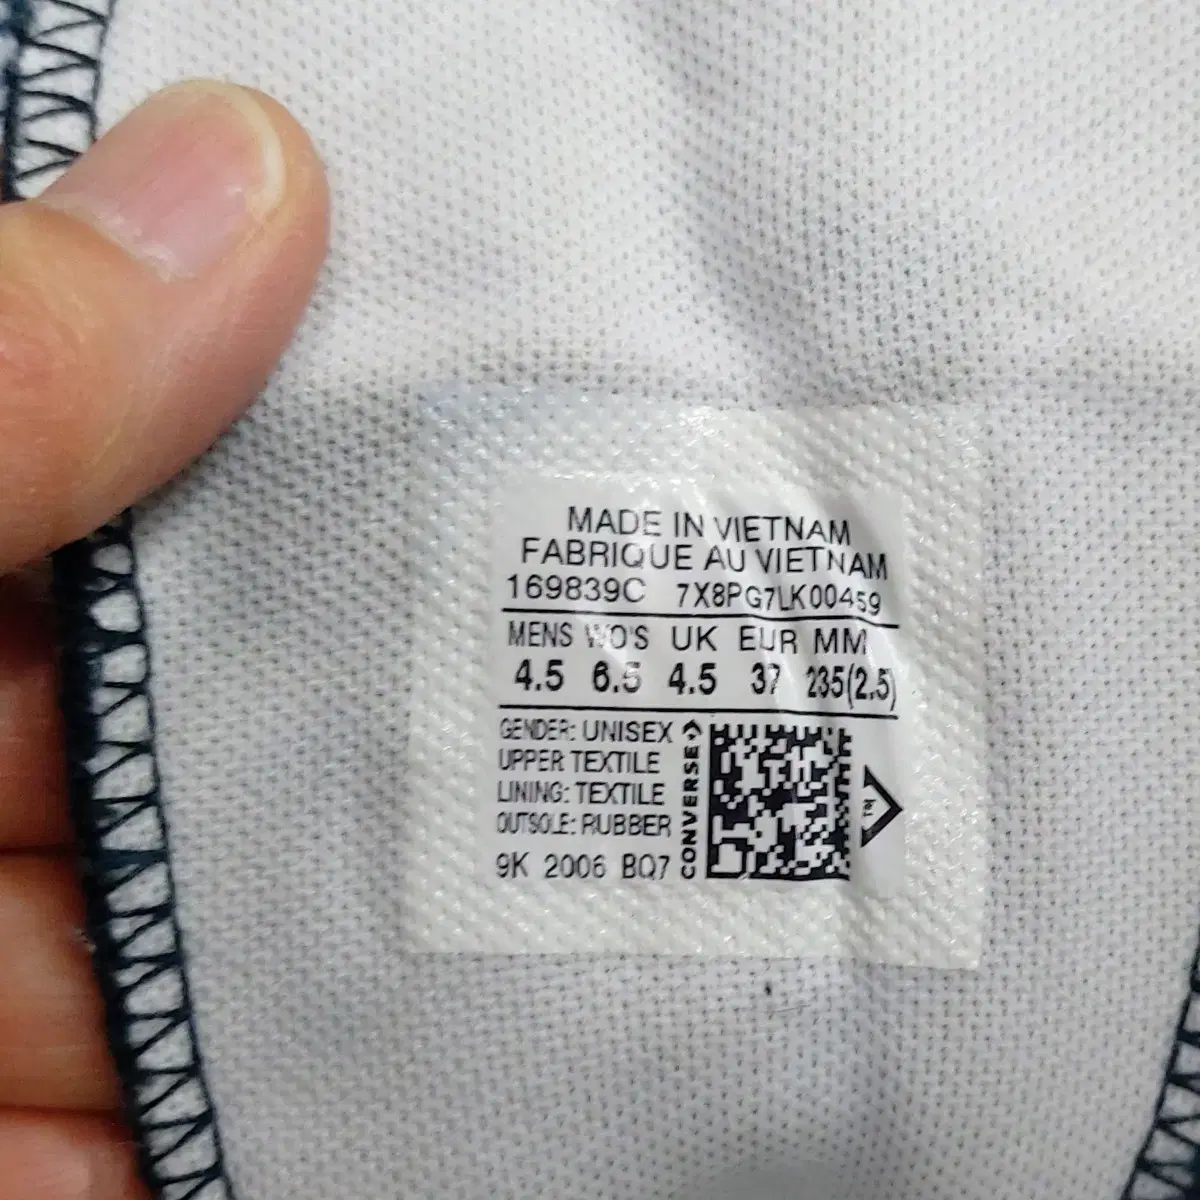 MADE IN VIETNAM
FABRIQUE AU VIETNAM
169839C 7X8PG7LK00459
MENS WO'S UK EUR MM
4.5 6.5 4.5 37 235(2.5)
GENDER: UNISEX
UPPER TEXTILE
LINING: TEXTILE
OUTSOLE: RUBBER
9K 2006 BQ7
CONVERSE
TM